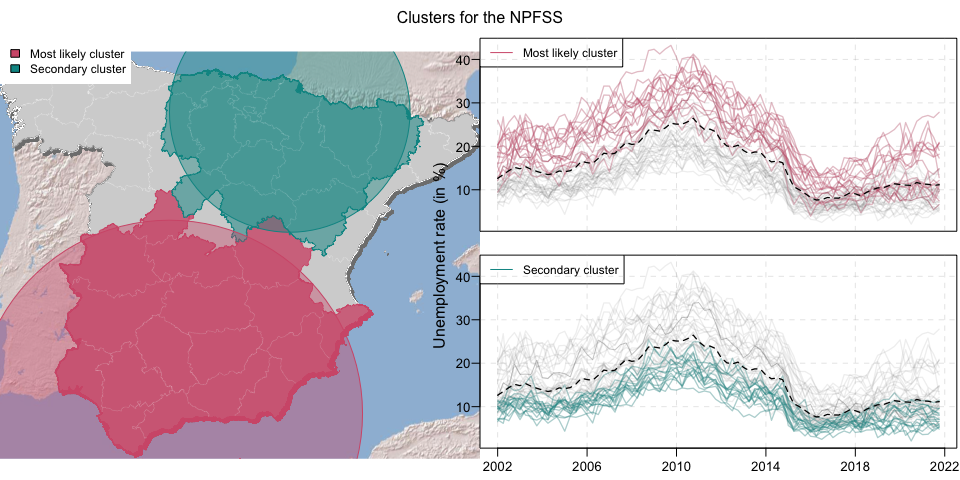 Clusters for the NPFSS
Most likely cluster
Secondary cluster
Unemployment rate (in %)
Most likely cluster
40
30
20
10
Secondary cluster
40
30
20
10
2002 2006 2010 2014 2018 2022